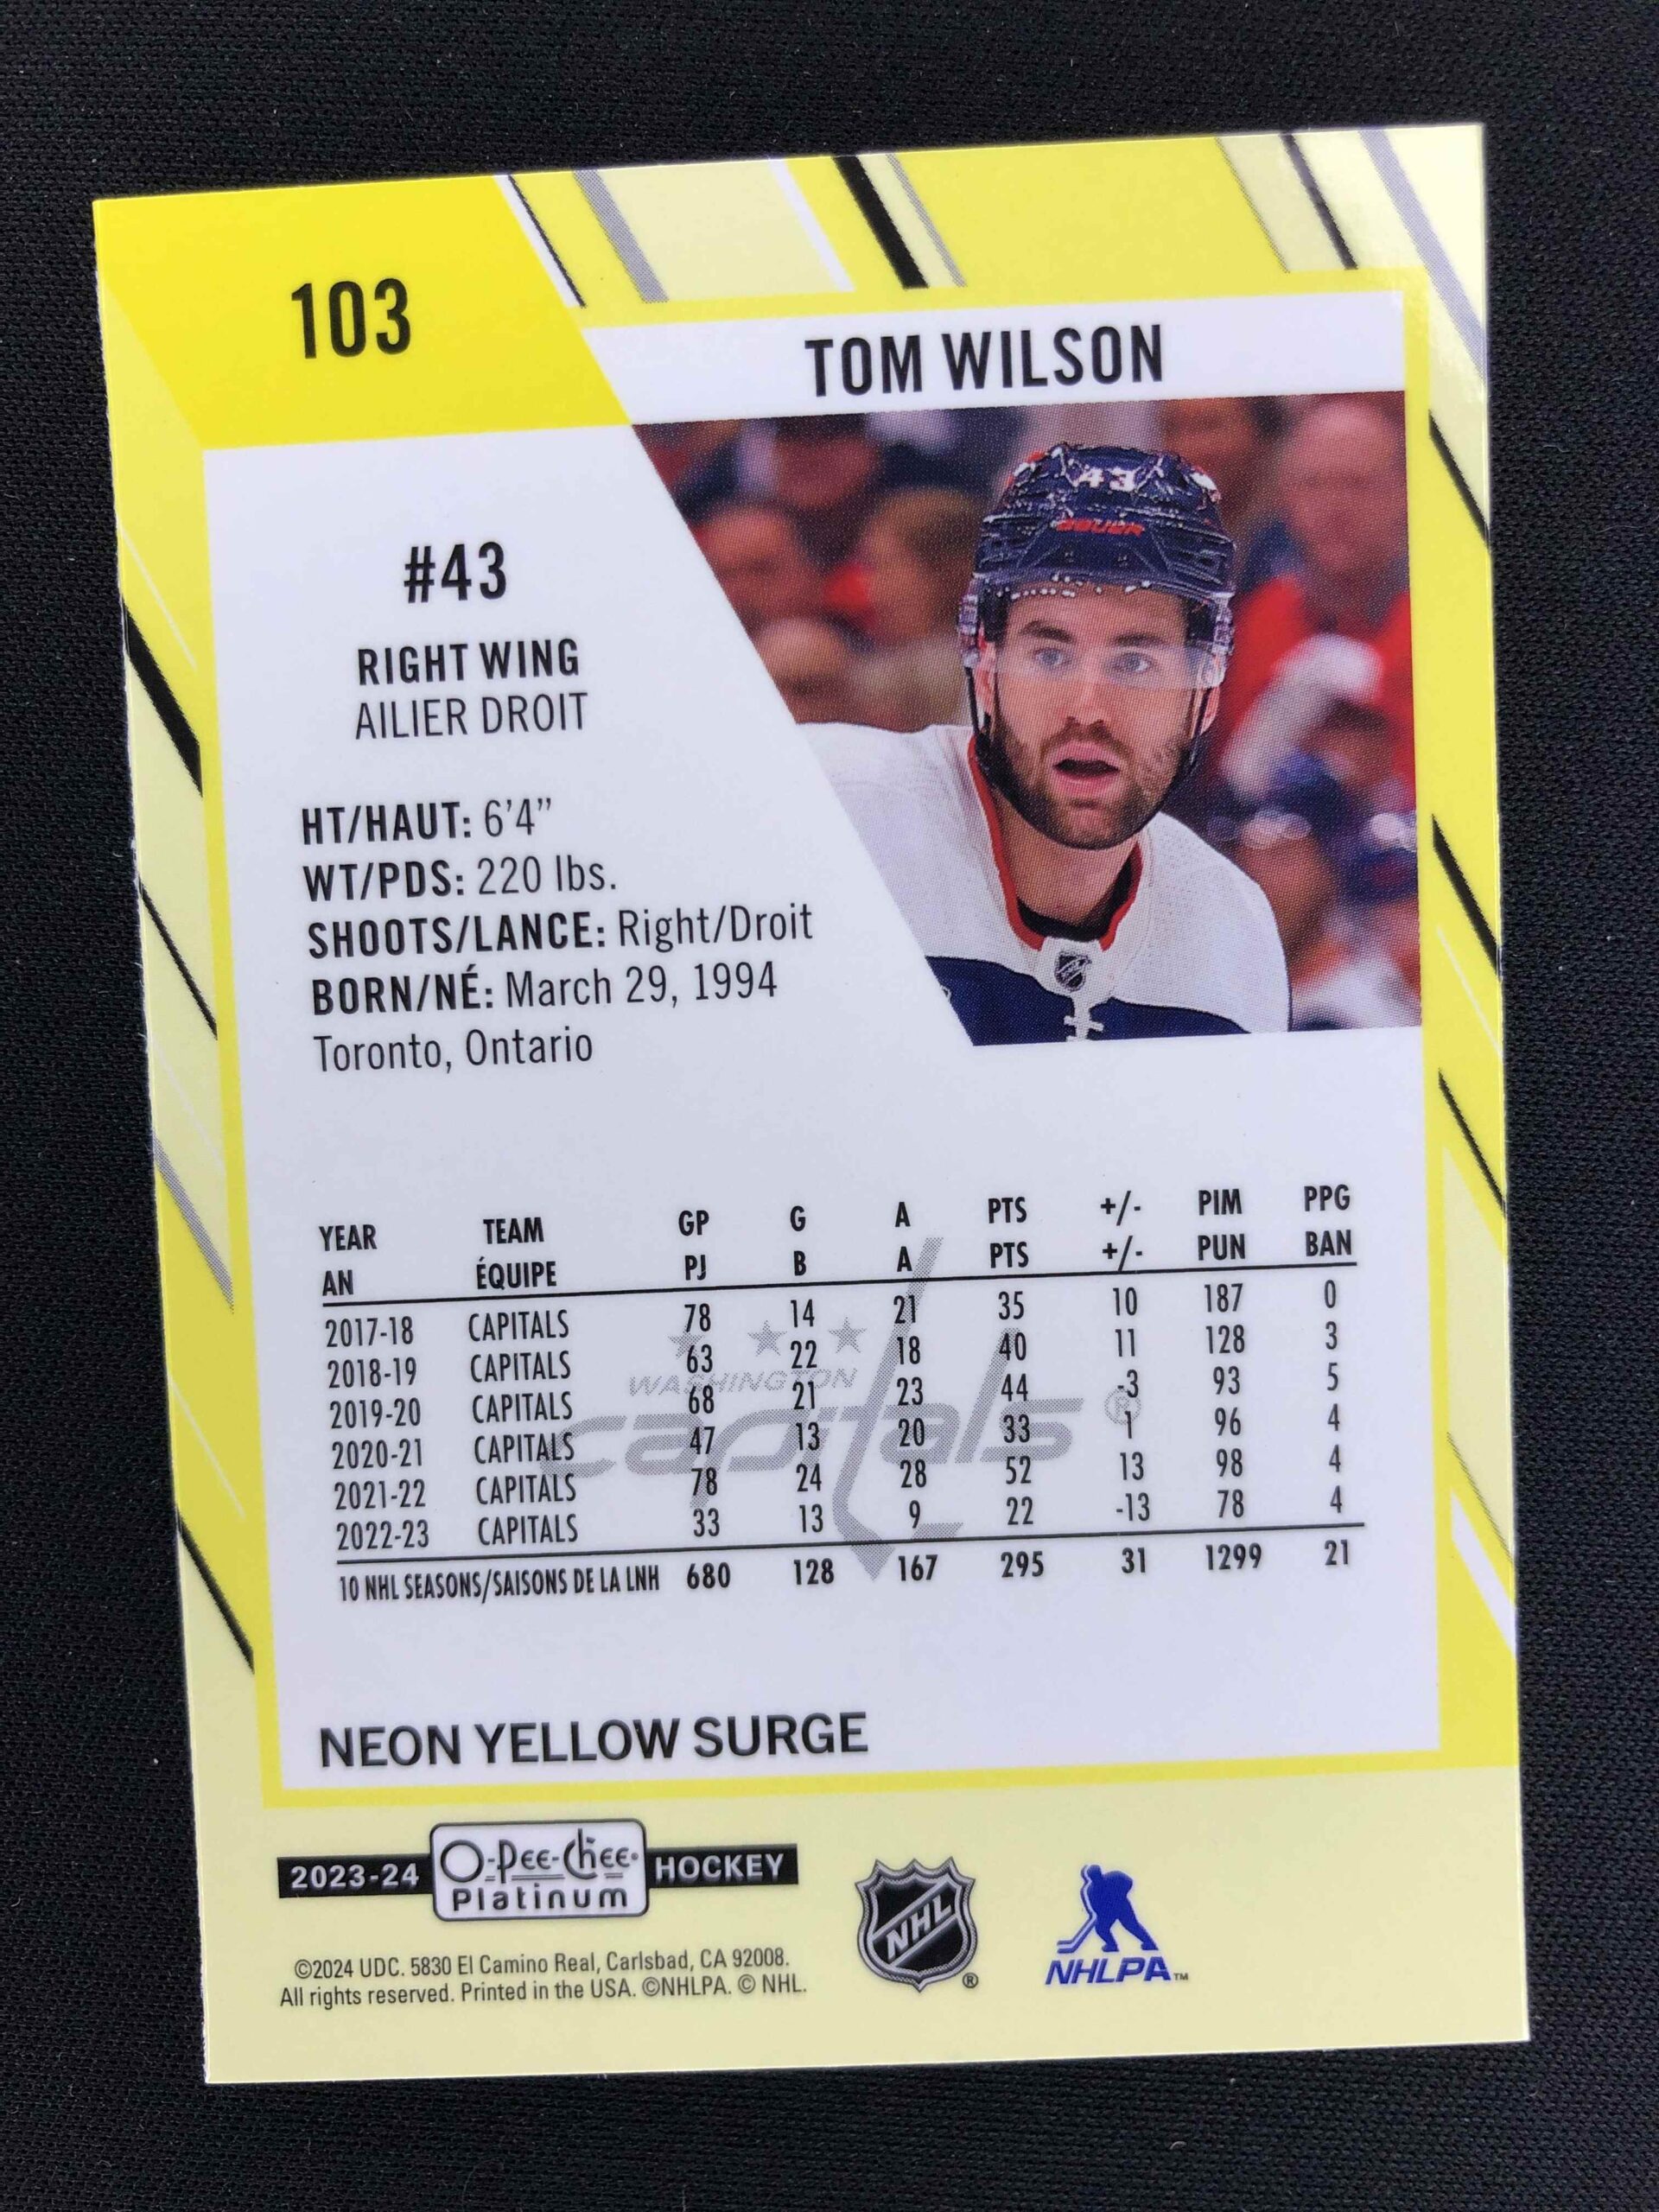 103
TOM WILSON
43
BAUER
#43
RIGHT WING
AILIER DROIT
HT/HAUT: 6'4"
WT/PDS: 220 lbs.
SHOOTS/LANCE: Right/Droit
BORN/NÉ: March 29, 1994
Toronto, Ontario
YEAR TEAM GP G A PTS +/- PIM PPG
AN ÉQUIPE PJ B A PTS +/- PUN BAN
2017-18 CAPITALS 78 14 21 35 10 187 0
2018-19 CAPITALS 63 22 18 40 11 128 3
2019-20 CAPITALS 68 21 23 44 -3 93 5
2020-21 CAPITALS 47 13 20 33 1 96 4
2021-22 CAPITALS 78 24 28 52 13 98 4
2022-23 CAPITALS 33 13 9 22 -13 78 4
10 NHL SEASONS/SAISONS DE LA LNH 680 128 167 295 31 1299 21
WASHINGTON
capitals ®
NEON YELLOW SURGE
2023-24 O-Pee-Chee® Platinum HOCKEY
©2024 UDC. 5830 El Camino Real, Carlsbad, CA 92008.
All rights reserved. Printed in the USA. ©NHLPA. © NHL.
NHL ®
NHLPA™